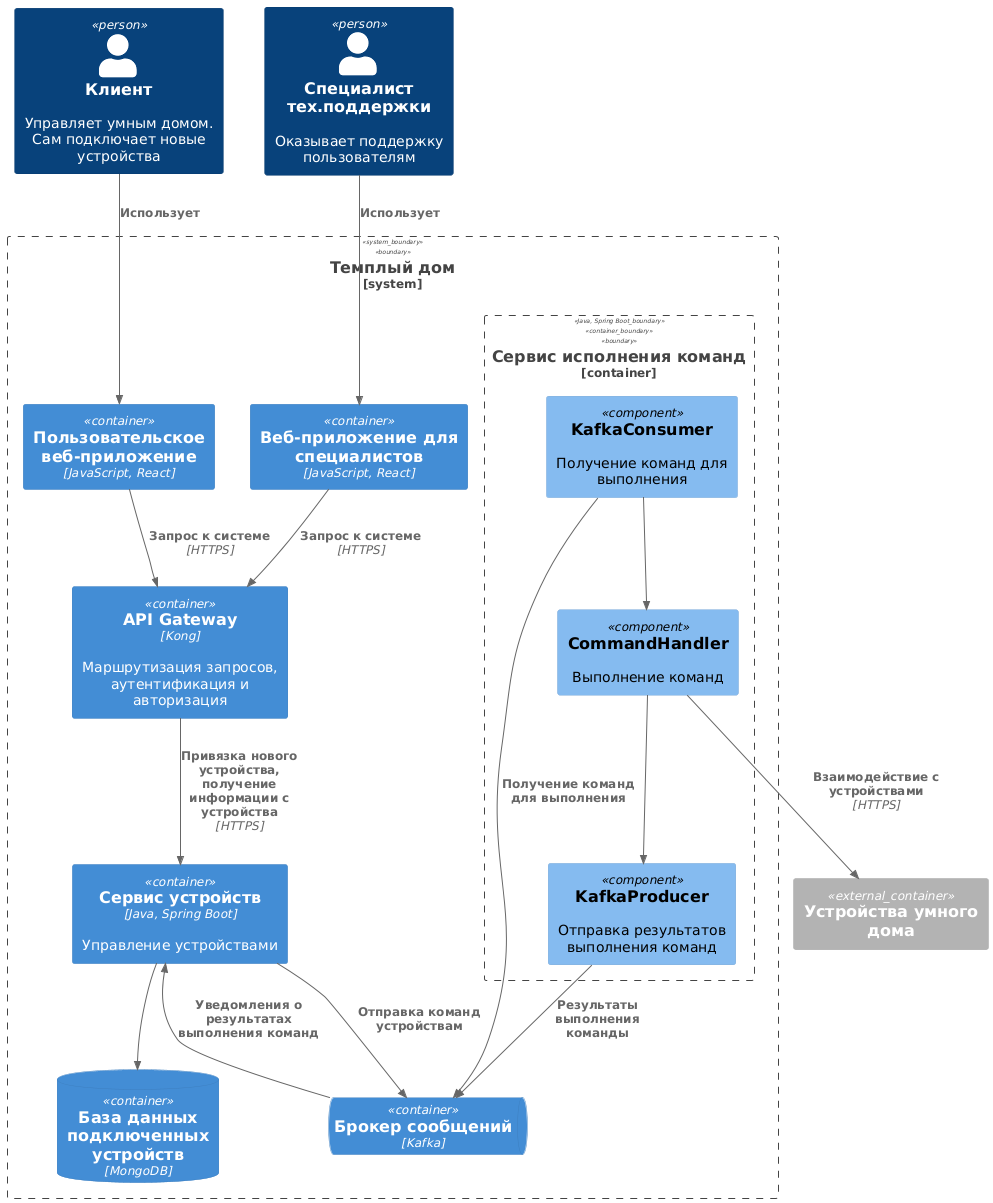 «person»
Клиент
Управляет умным домом.
Сам подключает новые
устройства
«person»
Специалист
тех.поддержки
Оказывает поддержку
пользователям
Использует
Использует
«system_boundary»
«boundary»
Темплый дом
[system]
«Java, Spring Boot_boundary»
«container_boundary»
«boundary»
Сервис исполнения команд
[container]
«component»
KafkaConsumer
Получение команд для
выполнения
«container»
Пользовательское
веб-приложение
[JavaScript, React]
«container»
Веб-приложение для
специалистов
[JavaScript, React]
Запрос к системе
[HTTPS]
Запрос к системе
[HTTPS]
«container»
API Gateway
[Kong]
Маршрутизация запросов,
аутентификация и
авторизация
«component»
CommandHandler
Выполнение команд
Привязка нового
устройства,
получение
информации с
устройства
[HTTPS]
Получение команд
для выполнения
Взаимодействие с
устройствами
[HTTPS]
«container»
Сервис устройств
[Java, Spring Boot]
Управление устройствами
«component»
KafkaProducer
Отправка результатов
выполнения команд
«external_container»
Устройства умного
дома
Уведомления о
результатах
выполнения команд
Отправка команд
устройствам
Результаты
выполнения
команды
«container»
База данных
подключенных
устройств
[MongoDB]
«container»
Брокер сообщений
[Kafka]